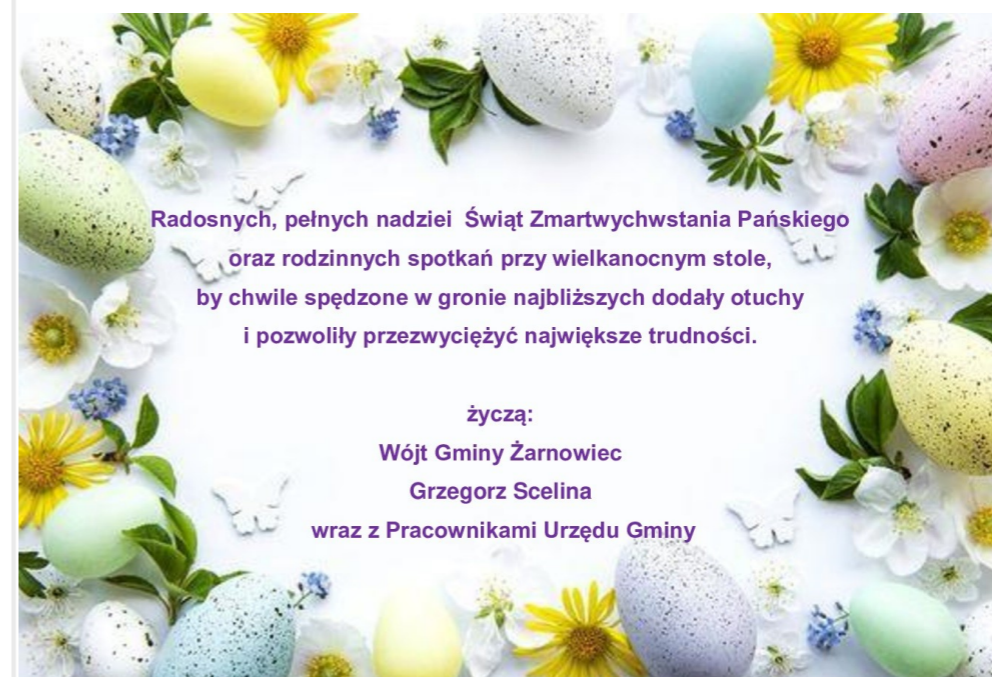 Radosnych, pełnych nadziei Świąt Zmartwychwstania Pańskiego
oraz rodzinnych spotkań przy wielkanocnym stole,
by chwile spędzone w gronie najbliższych dodały otuchy
i pozwoliły przezwyciężyć największe trudności.
życzą:
Wójt Gminy Żarnowiec
Grzegorz Scelina
wraz z Pracownikami Urzędu Gminy